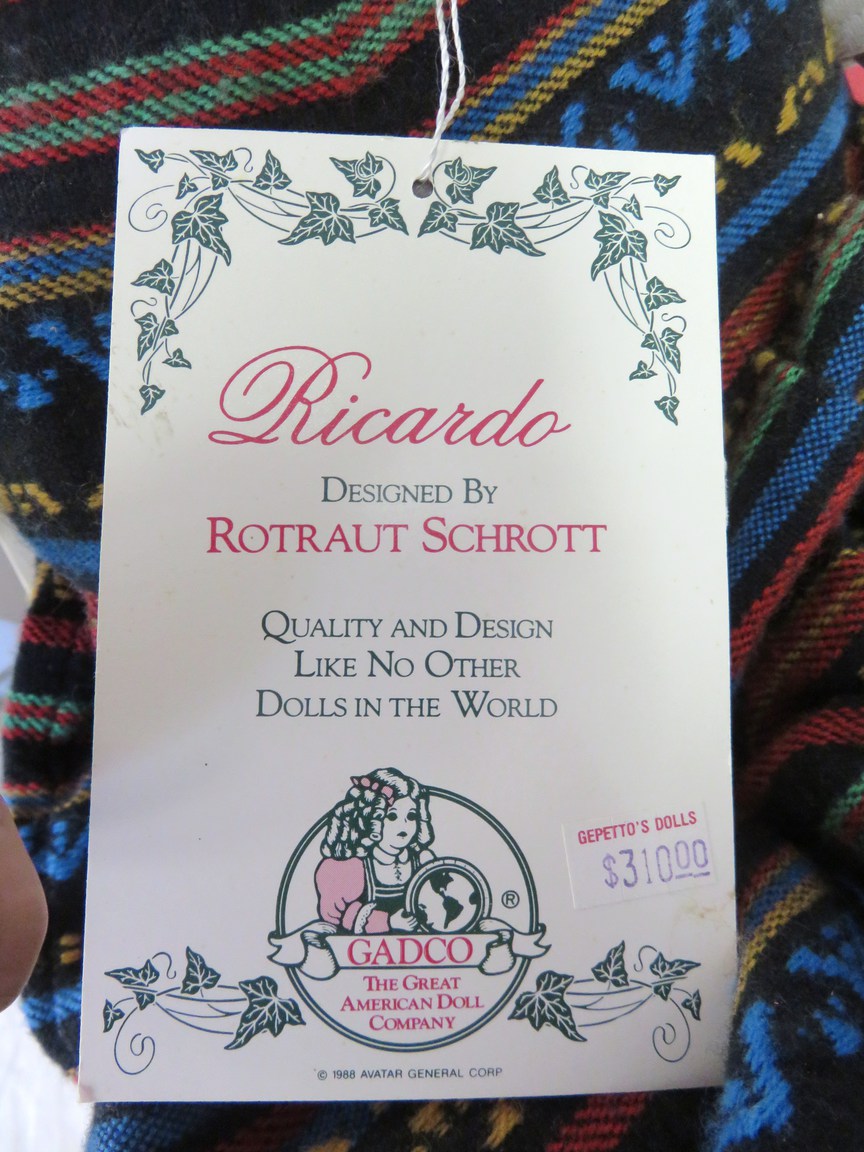 Ricardo
DESIGNED BY
ROTRAUT SCHROTT
QUALITY AND DESIGN
LIKE NO OTHER
DOLLS IN THE WORLD
GEPETTO'S DOLLS
$310.00
®
GADCO
THE GREAT
AMERICAN DOLL
COMPANY
© 1988 AVATAR GENERAL CORP